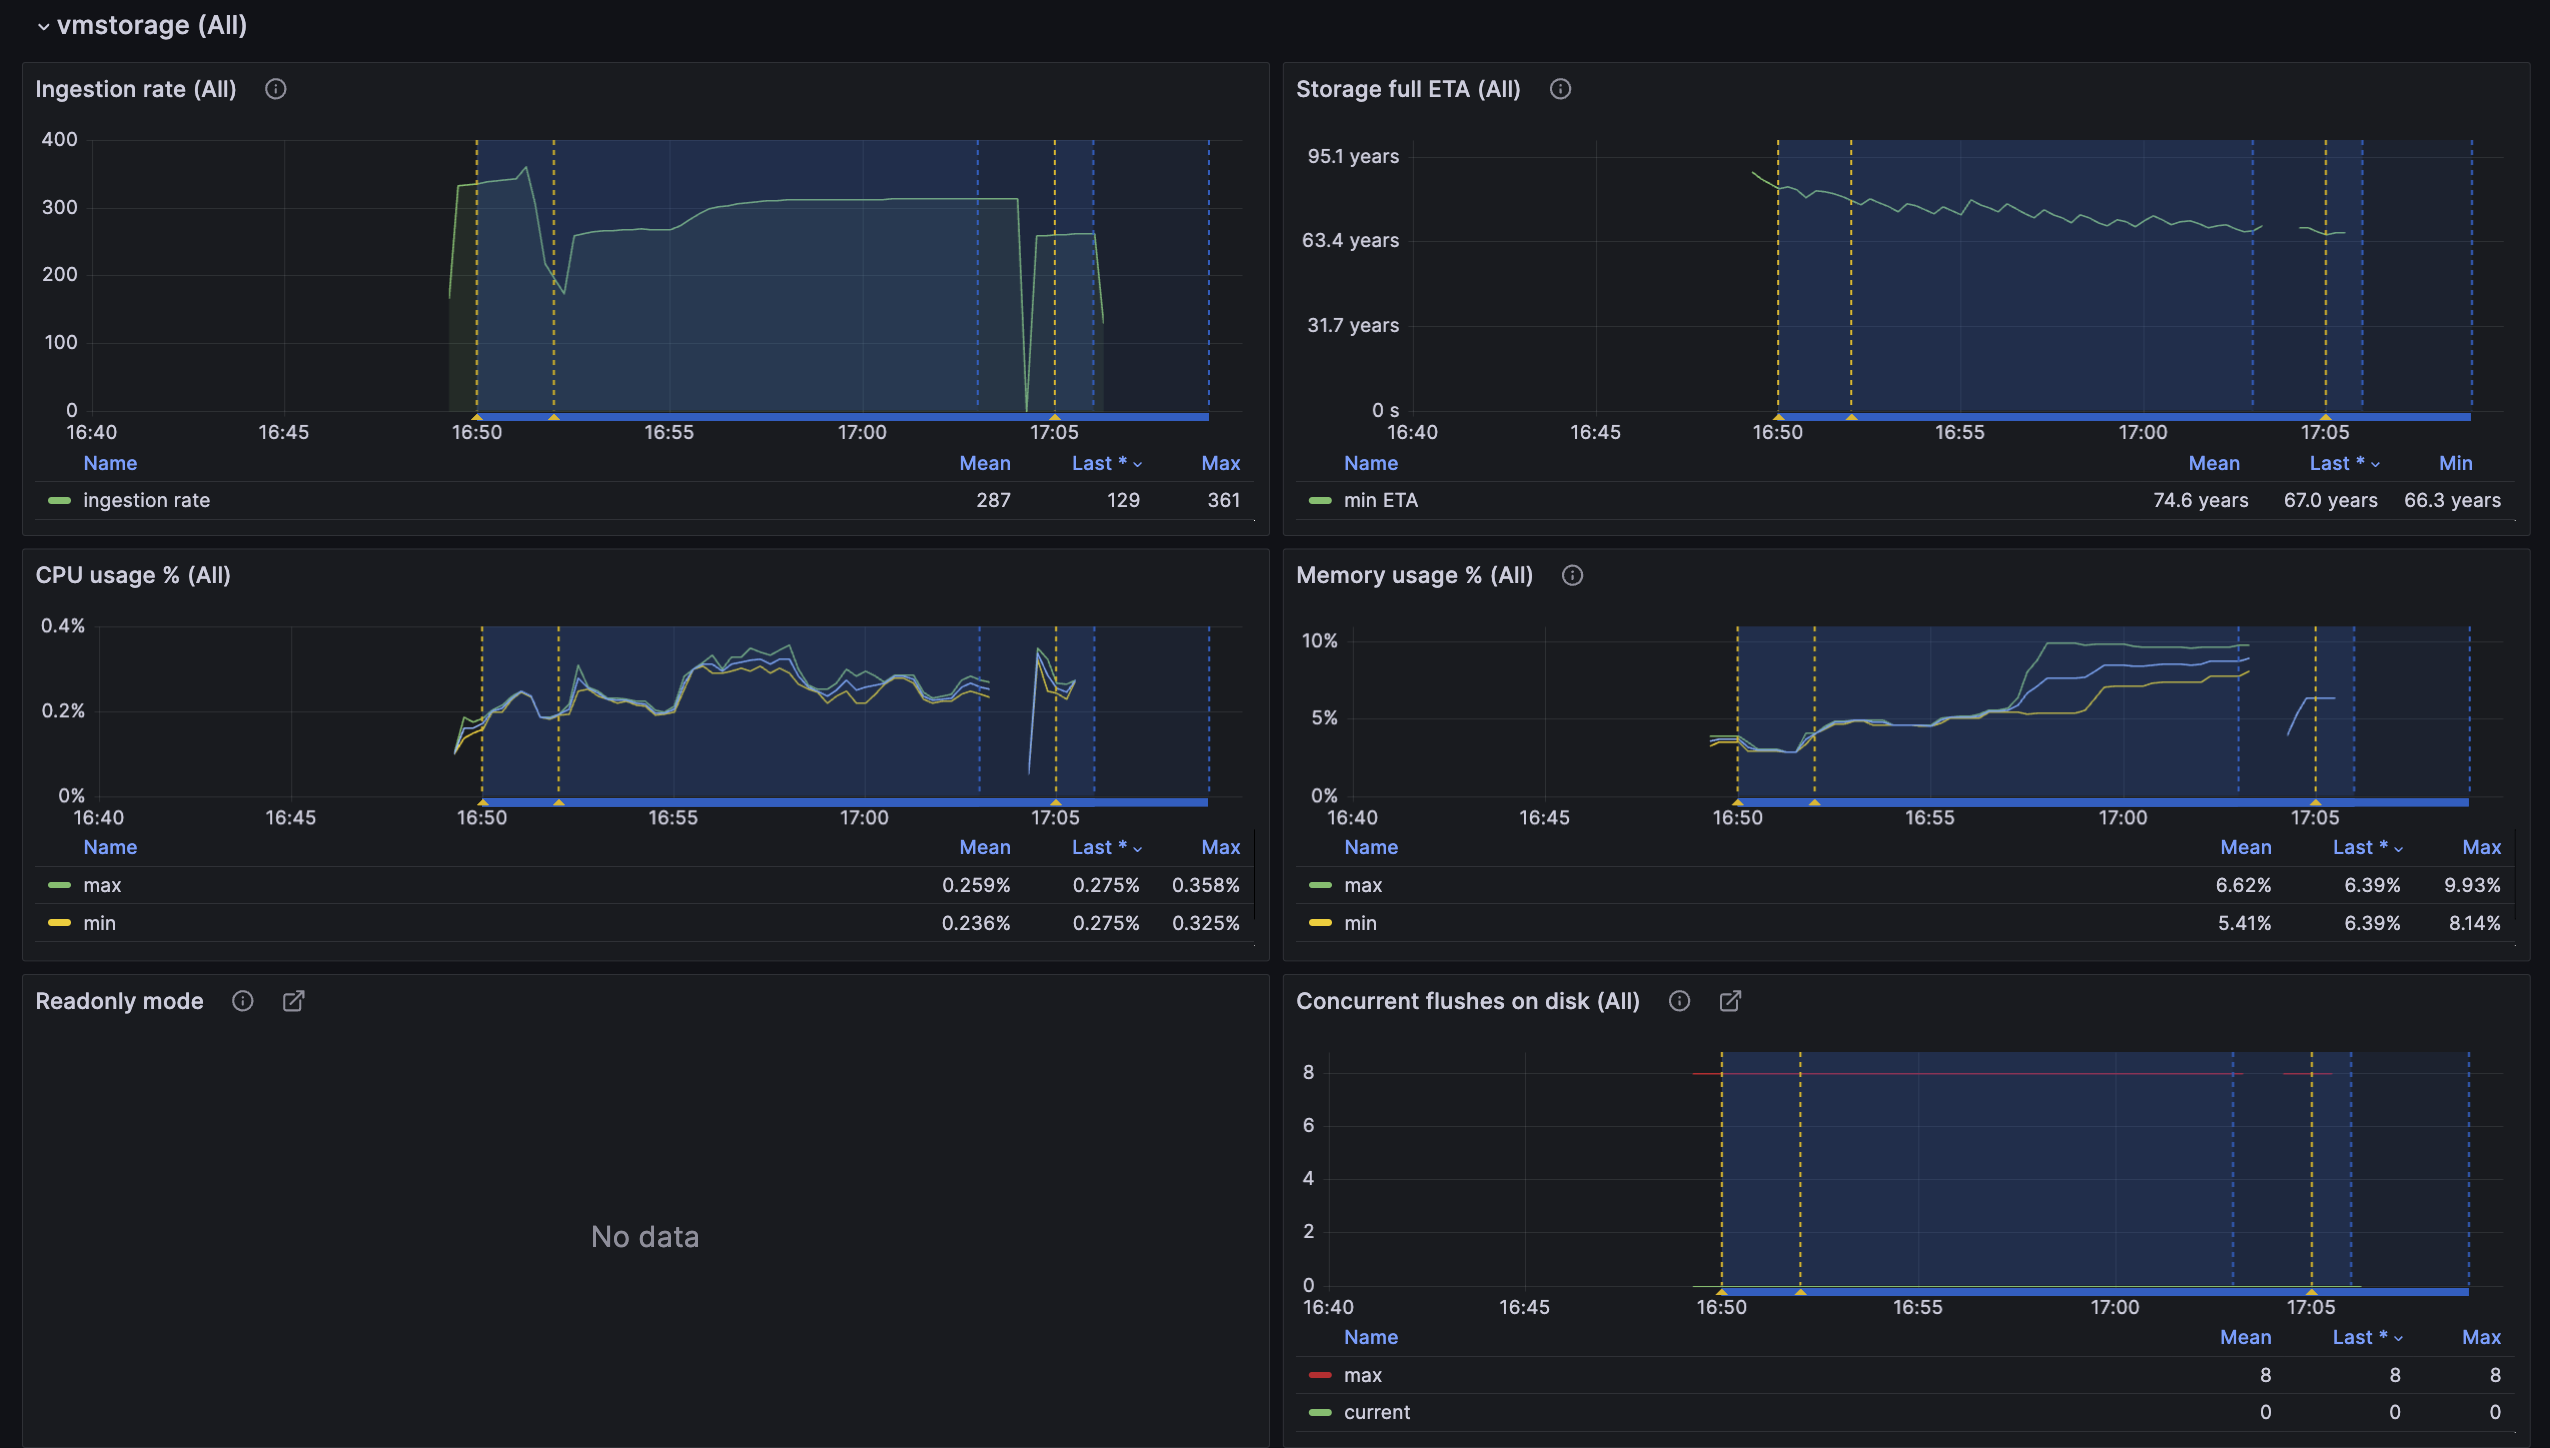 vmstorage (All)
Ingestion rate (All)
400
300
200
100
0
16:40 16:45 16:50 16:55 17:00 17:05
Name Mean Last * Max
ingestion rate 287 129 361
Storage full ETA (All)
95.1 years
63.4 years
31.7 years
0 s
16:40 16:45 16:50 16:55 17:00 17:05
Name Mean Last * Min
min ETA 74.6 years 67.0 years 66.3 years
CPU usage % (All)
0.4%
0.2%
0%
16:40 16:45 16:50 16:55 17:00 17:05
Name Mean Last * Max
max 0.259% 0.275% 0.358%
min 0.236% 0.275% 0.325%
Memory usage % (All)
10%
5%
0%
16:40 16:45 16:50 16:55 17:00 17:05
Name Mean Last * Max
max 6.62% 6.39% 9.93%
min 5.41% 6.39% 8.14%
Readonly mode
No data
Concurrent flushes on disk (All)
8
6
4
2
0
16:40 16:45 16:50 16:55 17:00 17:05
Name Mean Last * Max
max 8 8 8
current 0 0 0